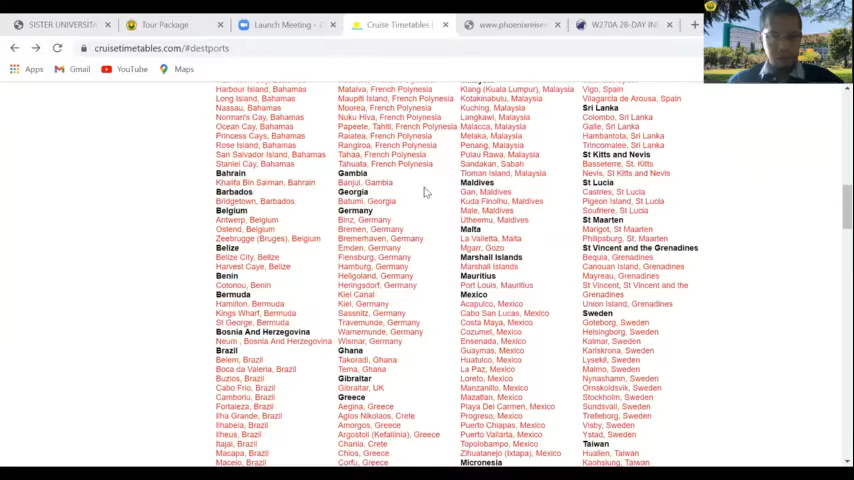 SISTER UNIVERSITA
Tour Package
Launch Meeting -
Cruise Timetables |
www.phoenixreisen
W270A 28-DAY IN
cruisetimetables.com/#destports
Apps
Gmail
YouTube
Maps
Harbour Island, Bahamas
Long Island, Bahamas
Nassau, Bahamas
Norman's Cay, Bahamas
Ocean Cay, Bahamas
Princess Cays, Bahamas
Rose Island, Bahamas
San Salvador Island, Bahamas
Staniel Cay, Bahamas
Bahrain
Khalifa Bin Salman, Bahrain
Barbados
Bridgetown, Barbados
Belgium
Antwerp, Belgium
Ostend, Belgium
Zeebrugge (Bruges), Belgium
Belize
Belize City, Belize
Harvest Caye, Belize
Benin
Cotonou, Benin
Bermuda
Hamilton, Bermuda
Kings Wharf, Bermuda
St George, Bermuda
Bosnia And Herzegovina
Neum , Bosnia And Herzegovina
Brazil
Belem, Brazil
Boca da Valeria, Brazil
Buzios, Brazil
Cabo Frio, Brazil
Camboriu, Brazil
Fortaleza, Brazil
Ilha Grande, Brazil
Ilhabela, Brazil
Ilheus, Brazil
Itajai, Brazil
Macapa, Brazil
Maceio, Brazil
Mataiva, French Polynesia
Maupiti Island, French Polynesia
Moorea, French Polynesia
Nuku Hiva, French Polynesia
Papeete, Tahiti, French Polynesia
Raiatea, French Polynesia
Rangiroa, French Polynesia
Tahaa, French Polynesia
Tahuata, French Polynesia
Gambia
Banjul, Gambia
Georgia
Batumi, Georgia
Germany
Binz, Germany
Bremen, Germany
Bremerhaven, Germany
Emden, Germany
Flensburg, Germany
Hamburg, Germany
Heligoland, Germany
Heringsdorf, Germany
Kiel Canal
Kiel, Germany
Sassnitz, Germany
Travemunde, Germany
Warnemunde, Germany
Wismar, Germany
Ghana
Takoradi, Ghana
Tema, Ghana
Gibraltar
Gibraltar, UK
Greece
Aegina, Greece
Agios Nikolaos, Crete
Amorgos, Greece
Argostoli (Kefallinia), Greece
Chania, Crete
Chios, Greece
Corfu, Greece
Malaysia
Klang (Kuala Lumpur), Malaysia
Kotakinabulu, Malaysia
Kuching, Malaysia
Langkawi, Malaysia
Malacca, Malaysia
Melaka, Malaysia
Penang, Malaysia
Pulau Rawa, Malaysia
Sandakan, Sabah
Tioman Island, Malaysia
Maldives
Gan, Maldives
Kuda Finolhu, Maldives
Male, Maldives
Utheemu, Maldives
Malta
La Valletta, Malta
Mgarr, Gozo
Marshall Islands
Marshall Islands
Mauritius
Port Louis, Mauritius
Mexico
Acapulco, Mexico
Cabo San Lucas, Mexico
Costa Maya, Mexico
Cozumel, Mexico
Ensenada, Mexico
Guaymas, Mexico
Huatulco, Mexico
La Paz, Mexico
Loreto, Mexico
Manzanillo, Mexico
Mazatlan, Mexico
Playa Del Carmen, Mexico
Progreso, Mexico
Puerto Chiapas, Mexico
Puerto Vallarta, Mexico
Topolobampo, Mexico
Zihuatanejo (Ixtapa), Mexico
Micronesia
Vigo, Spain
Vilagarcia de Arousa, Spain
Sri Lanka
Colombo, Sri Lanka
Galle, Sri Lanka
Hambantota, Sri Lanka
Trincomalee, Sri Lanka
St Kitts and Nevis
Basseterre, St. Kitts
Nevis, St Kitts and Nevis
St Lucia
Castries, St Lucia
Pigeon Island, St Lucia
Soufriere, St Lucia
St Maarten
Marigot, St Maarten
Philipsburg, St. Maarten
St Vincent and the Grenadines
Bequia, Grenadines
Canouan Island, Grenadines
Mayreau, Grenadines
St Vincent, St Vincent and the
Grenadines
Union Island, Grenadines
Sweden
Goteborg, Sweden
Helsingborg, Sweden
Kalmar, Sweden
Karlskrona, Sweden
Lysekil, Sweden
Malmo, Sweden
Nynashamn, Sweden
Ornskoldsvik, Sweden
Stockholm, Sweden
Sundsvall, Sweden
Trelleborg, Sweden
Visby, Sweden
Ystad, Sweden
Taiwan
Hualien, Taiwan
Kaohsiung, Taiwan